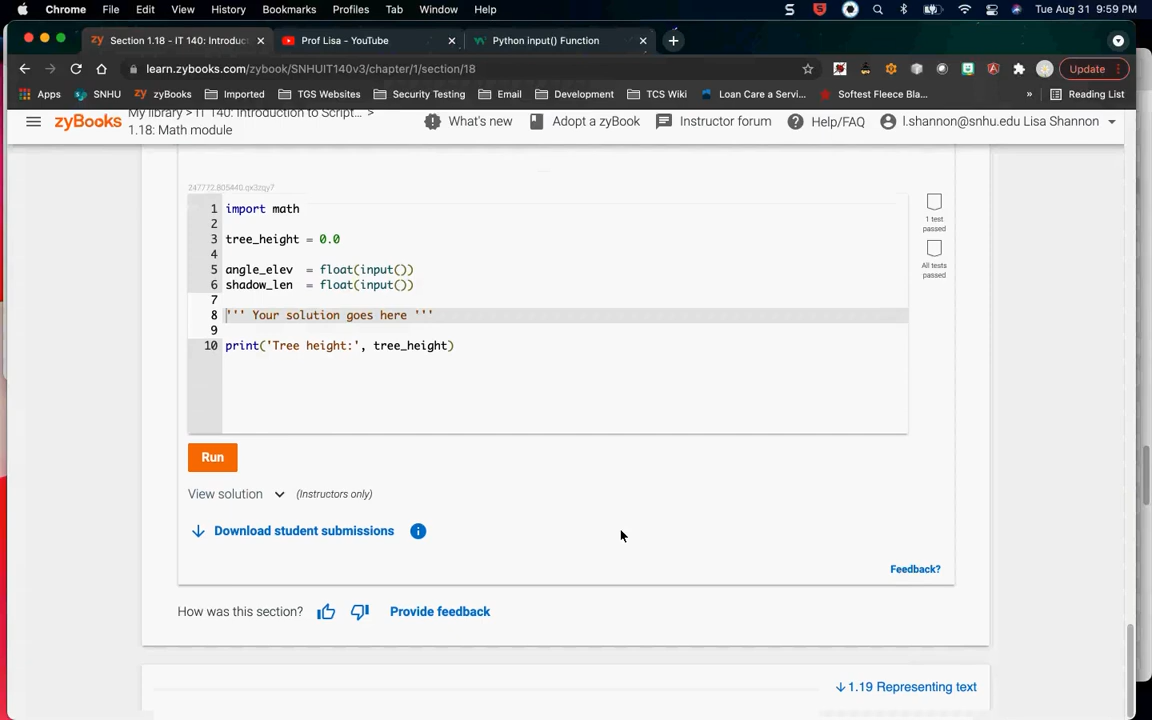 Chrome File Edit View History Bookmarks Profiles Tab Window Help Tue Aug 31 9:59 PM
Section 1.18 - IT 140: Introduc Prof Lisa - YouTube Python input() Function
learn.zybooks.com/zybook/SNHUIT140v3/chapter/1/section/18 Update
Apps SNHU zyBooks Imported TGS Websites Security Testing Email Development TCS Wiki Loan Care a Servi... Softest Fleece Bla... » Reading List
zyBooks My library > IT 140: Introduction to Script... >
1.18: Math module
What's new Adopt a zyBook Instructor forum Help/FAQ l.shannon@snhu.edu Lisa Shannon
247772.805440.qx3zqy7
1 import math
2
3 tree_height = 0.0
4
5 angle_elev = float(input())
6 shadow_len = float(input())
7
8 ''' Your solution goes here '''
9
10 print('Tree height:', tree_height)
1 test
passed
All tests
passed
Run
View solution (Instructors only)
Download student submissions
Feedback?
How was this section? Provide feedback
1.19 Representing text